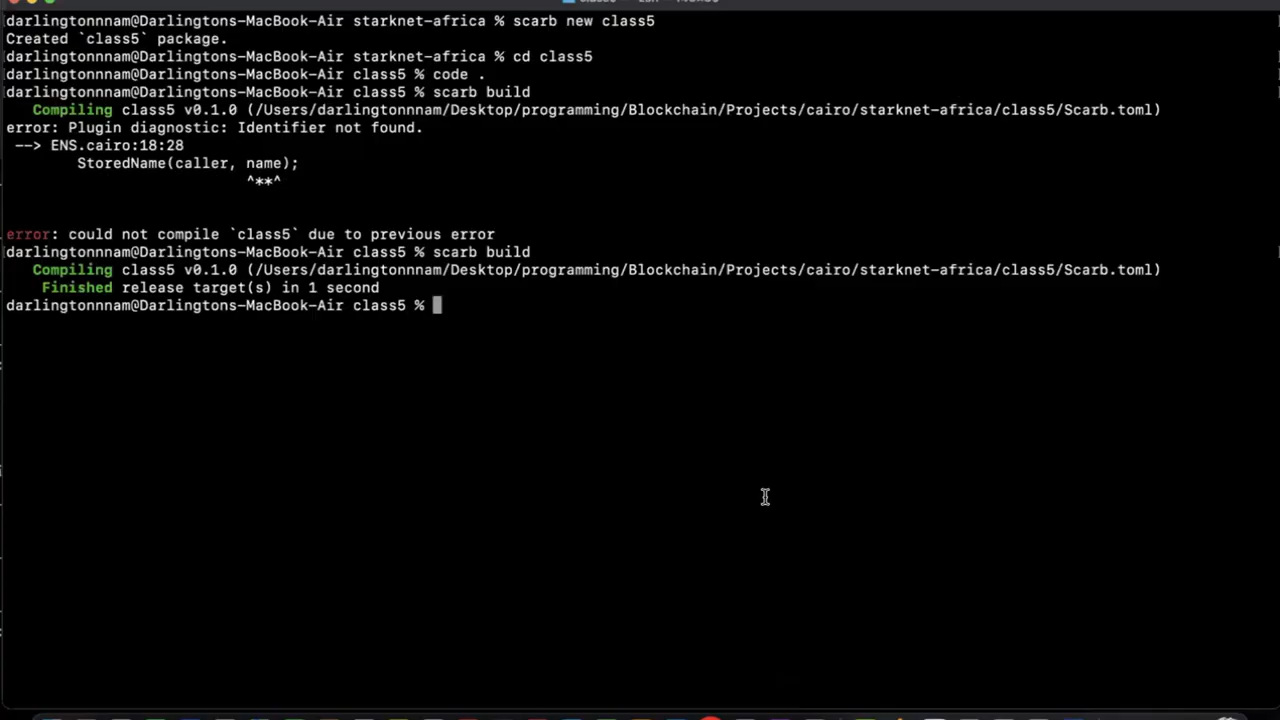 darlingtonnnam@Darlingtons-MacBook-Air starknet-africa % scarb new class5
Created `class5` package.
darlingtonnnam@Darlingtons-MacBook-Air starknet-africa % cd class5
darlingtonnnam@Darlingtons-MacBook-Air class5 % code .
darlingtonnnam@Darlingtons-MacBook-Air class5 % scarb build
Compiling class5 v0.1.0 (/Users/darlingtonnnam/Desktop/programming/Blockchain/Projects/cairo/starknet-africa/class5/Scarb.toml)
error: Plugin diagnostic: Identifier not found.
--> ENS.cairo:18:28
StoredName(caller, name);
^**^
error: could not compile `class5` due to previous error
darlingtonnnam@Darlingtons-MacBook-Air class5 % scarb build
Compiling class5 v0.1.0 (/Users/darlingtonnnam/Desktop/programming/Blockchain/Projects/cairo/starknet-africa/class5/Scarb.toml)
Finished release target(s) in 1 second
darlingtonnnam@Darlingtons-MacBook-Air class5 %